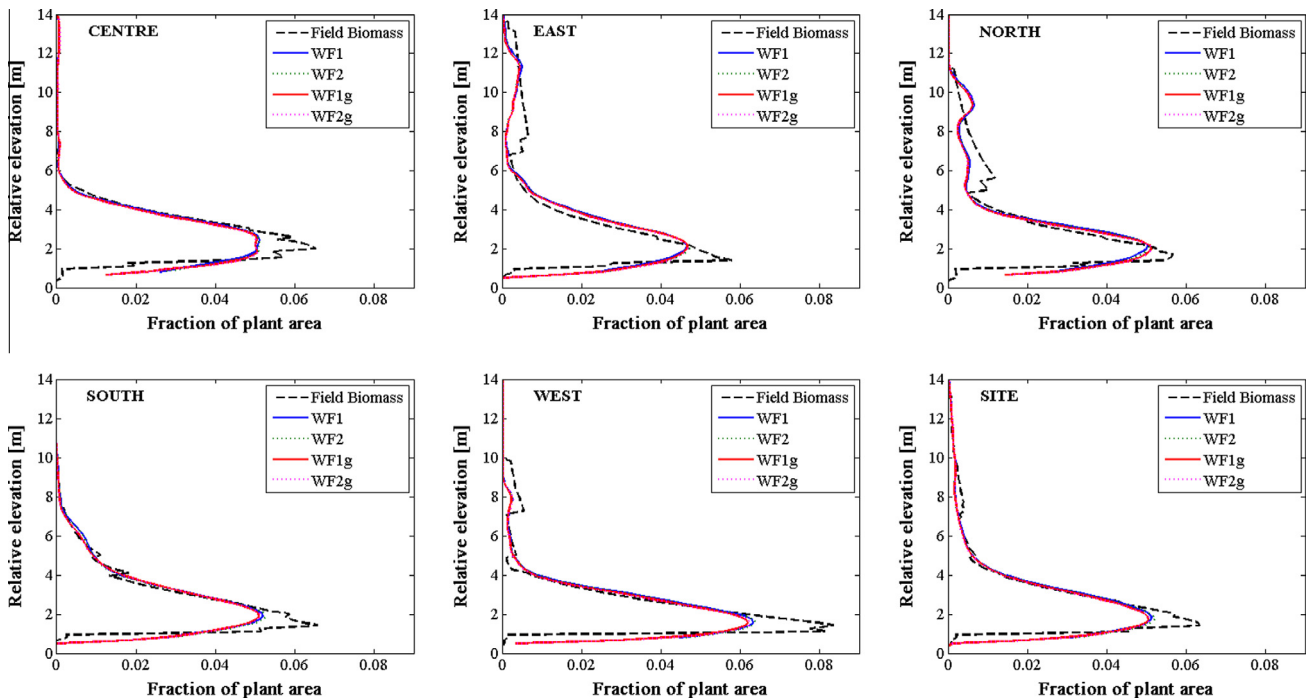 CENTRE
Field Biomass
WF1
WF2
WF1g
WF2g
Relative elevation [m]
14
12
10
8
6
4
2
0
0 0.02 0.04 0.06 0.08
Fraction of plant area
EAST
Field Biomass
WF1
WF2
WF1g
WF2g
Relative elevation [m]
14
12
10
8
6
4
2
0
0 0.02 0.04 0.06 0.08
Fraction of plant area
NORTH
Field Biomass
WF1
WF2
WF1g
WF2g
Relative elevation [m]
14
12
10
8
6
4
2
0
0 0.02 0.04 0.06 0.08
Fraction of plant area
SOUTH
Field Biomass
WF1
WF2
WF1g
WF2g
Relative elevation [m]
14
12
10
8
6
4
2
0
0 0.02 0.04 0.06 0.08
Fraction of plant area
WEST
Field Biomass
WF1
WF2
WF1g
WF2g
Relative elevation [m]
14
12
10
8
6
4
2
0
0 0.02 0.04 0.06 0.08
Fraction of plant area
SITE
Field Biomass
WF1
WF2
WF1g
WF2g
Relative elevation [m]
14
12
10
8
6
4
2
0
0 0.02 0.04 0.06 0.08
Fraction of plant area